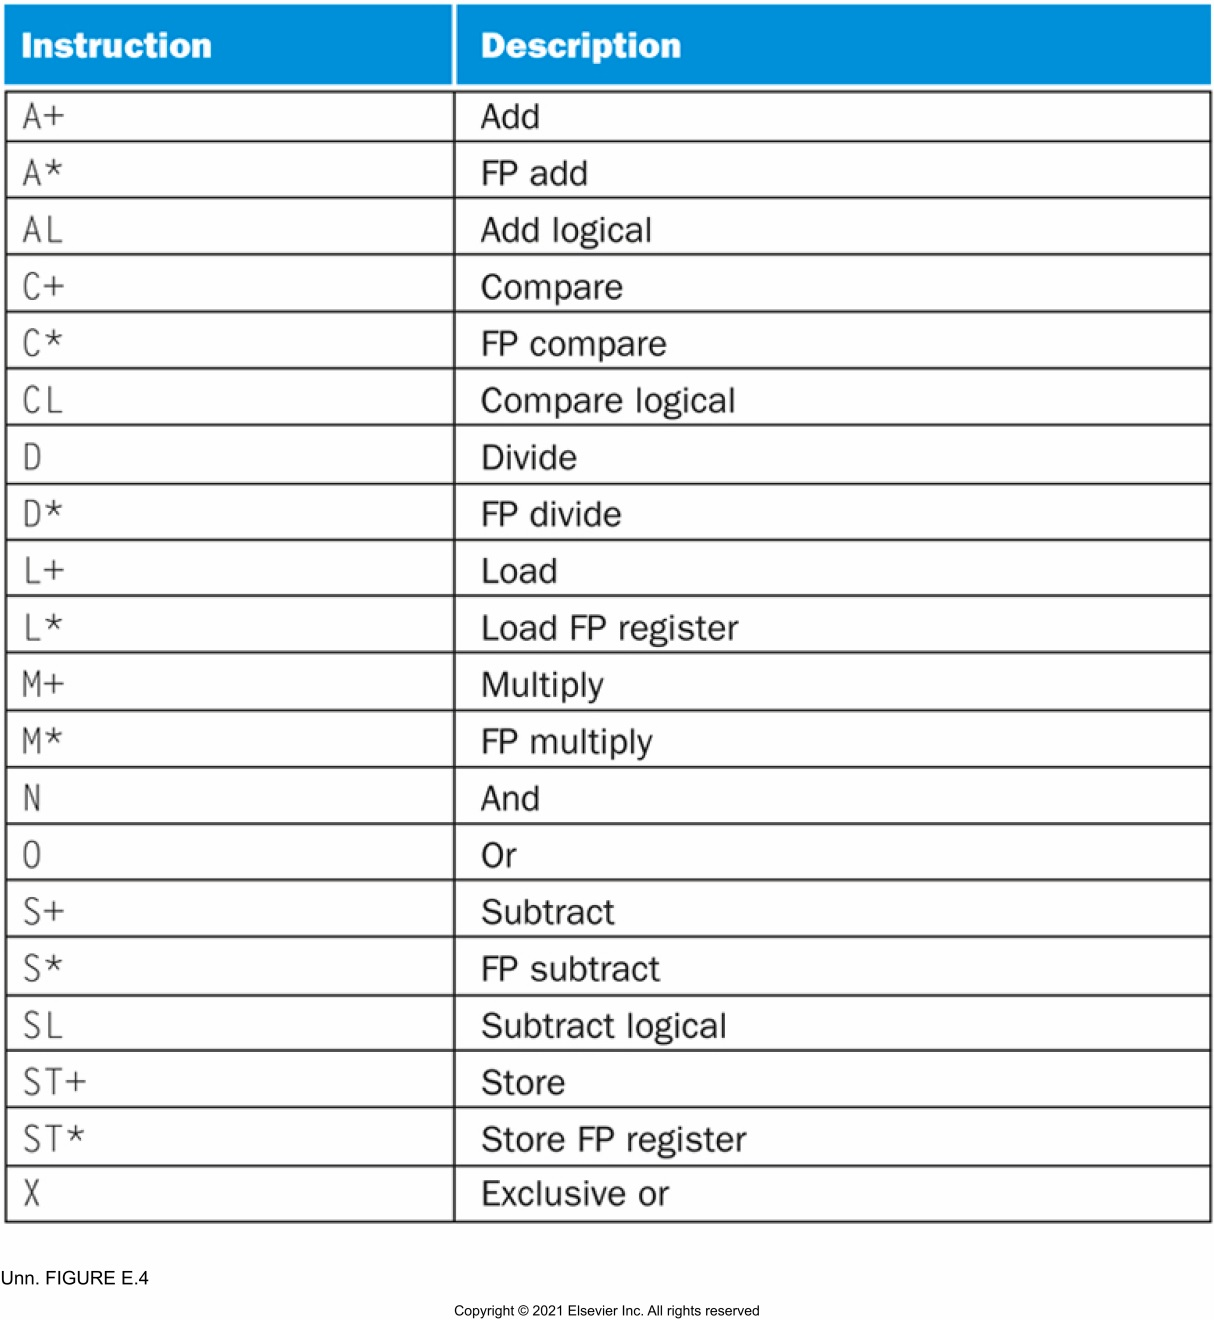 Instruction Description
A+ Add
A* FP add
AL Add logical
C+ Compare
C* FP compare
CL Compare logical
D Divide
D* FP divide
L+ Load
L* Load FP register
M+ Multiply
M* FP multiply
N And
O Or
S+ Subtract
S* FP subtract
SL Subtract logical
ST+ Store
ST* Store FP register
X Exclusive or
Unn. FIGURE E.4
Copyright © 2021 Elsevier Inc. All rights reserved